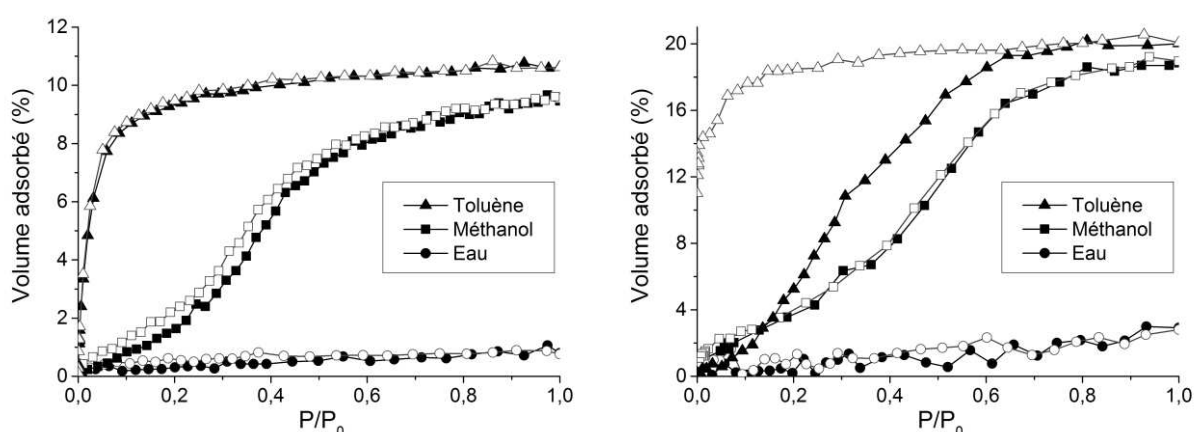 Volume adsorbé (%)
12
10
8
6
4
2
0
0,0 0,2 0,4 0,6 0,8 1,0
P/P₀
Toluène
Méthanol
Eau
Volume adsorbé (%)
20
16
12
8
4
0
0,0 0,2 0,4 0,6 0,8 1,0
P/P₀
Toluène
Méthanol
Eau